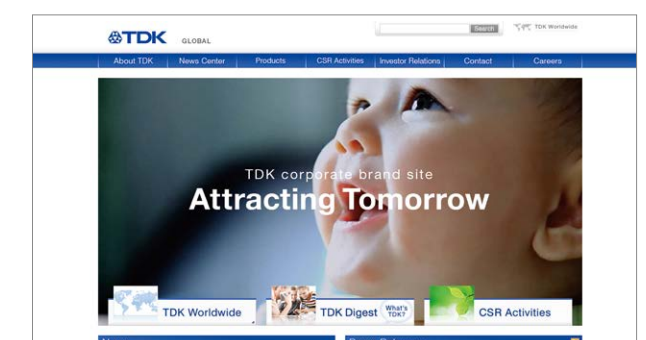 TDK GLOBAL
Search TDK Worldwide
About TDK News Center Products CSR Activities Investor Relations Contact Careers
TDK corporate brand site
Attracting Tomorrow
TDK Worldwide
TDK Digest
What's
TDK?
CSR Activities